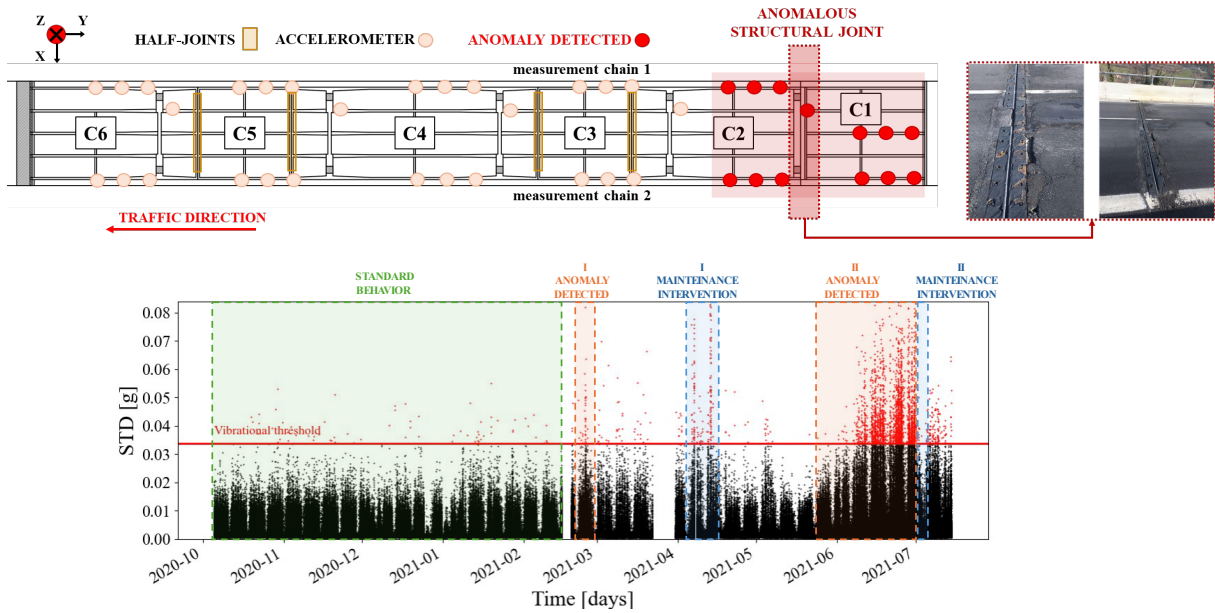 Z
Y
X
HALF-JOINTS
ACCELEROMETER
ANOMALY DETECTED
ANOMALOUS
STRUCTURAL JOINT
measurement chain 1
C6
C5
C4
C3
C2
C1
measurement chain 2
TRAFFIC DIRECTION
STANDARD
BEHAVIOR
I
ANOMALY
DETECTED
I
MAINTEINANCE
INTERVENTION
II
ANOMALY
DETECTED
II
MAINTEINANCE
INTERVENTION
STD [g]
0.08
0.07
0.06
0.05
0.04
0.03
0.02
0.01
0.00
Vibrational threshold
2020-10
2020-11
2020-12
2021-01
2021-02
2021-03
2021-04
2021-05
2021-06
2021-07
Time [days]